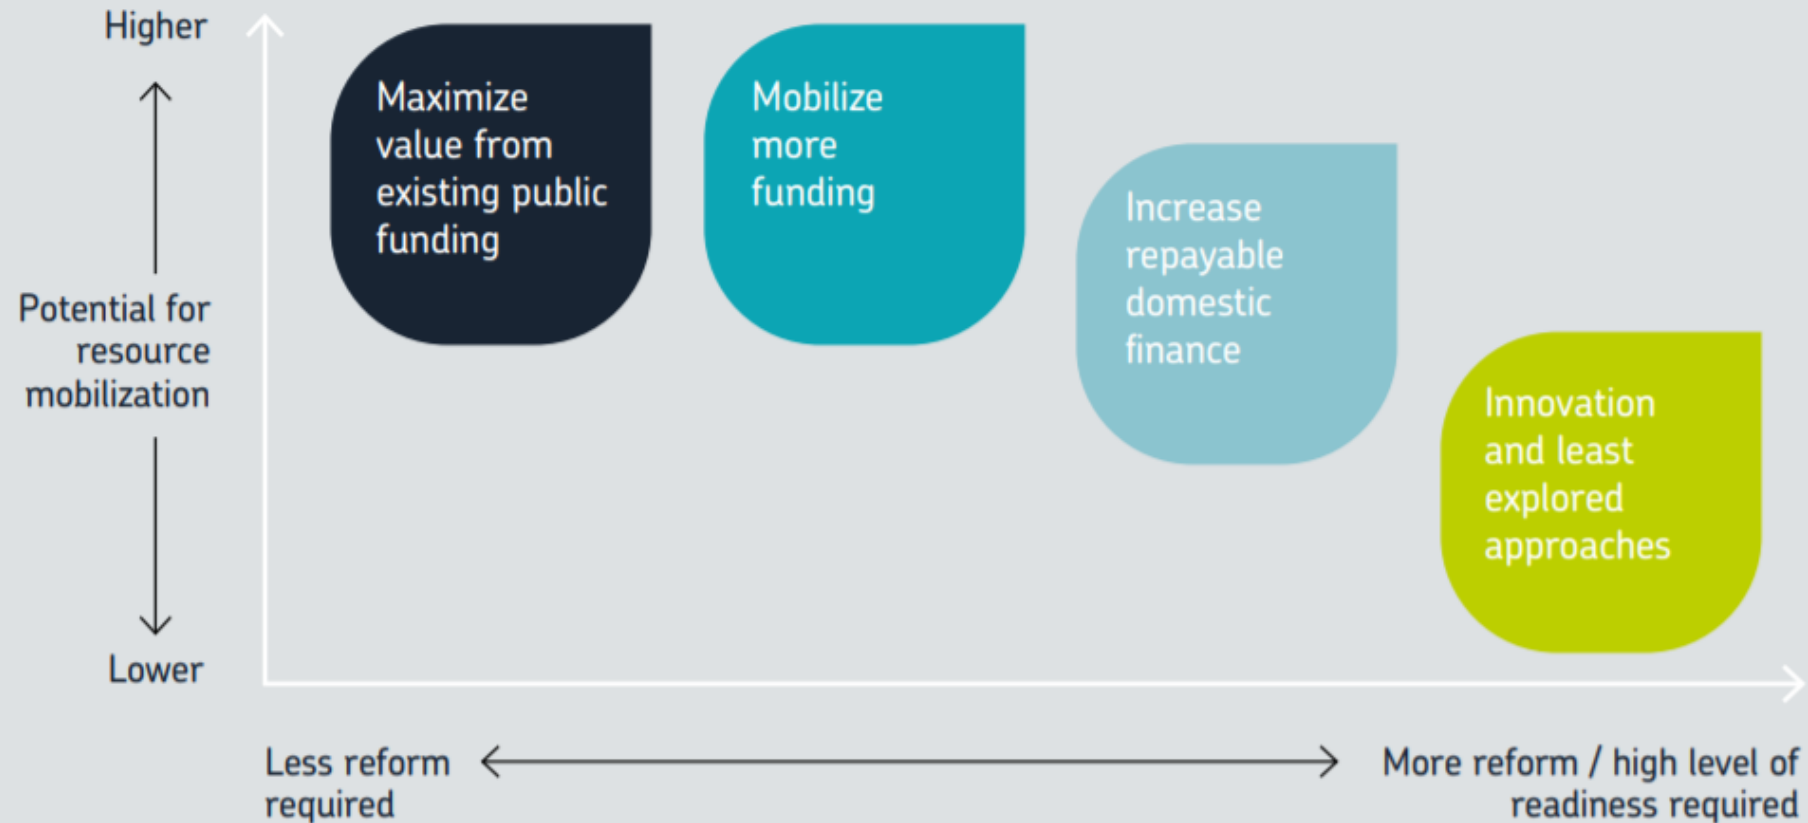 Higher
Potential for
resource
mobilization
Lower
Maximize
value from
existing public
funding
Mobilize
more
funding
Increase
repayable
domestic
finance
Innovation
and least
explored
approaches
Less reform
required
More reform / high level of
readiness required